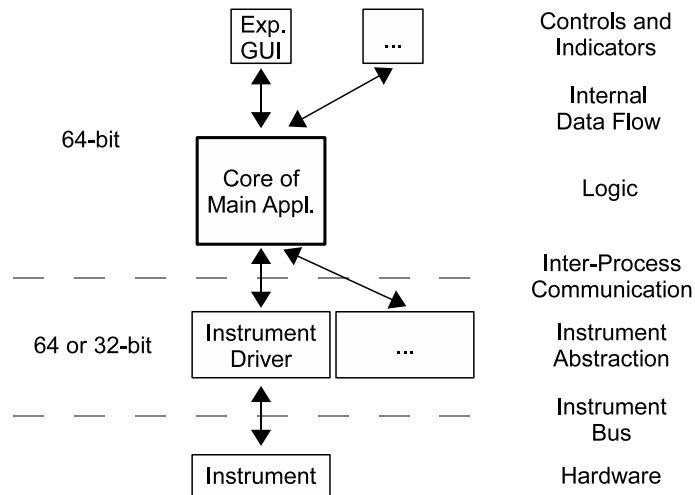 Exp.
GUI
...
Controls and
Indicators
Internal
Data Flow
64-bit
Core of
Main Appl.
Logic
Inter-Process
Communication
64 or 32-bit
Instrument
Driver
...
Instrument
Abstraction
Instrument
Bus
Instrument
Hardware